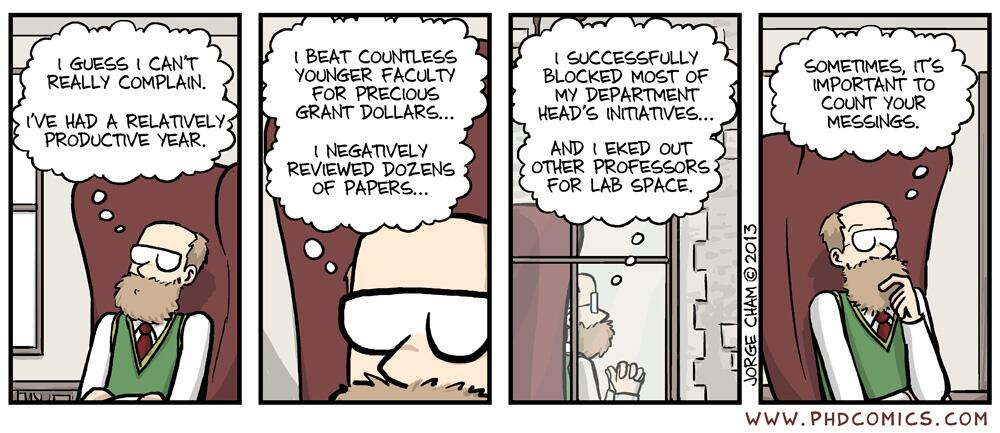 I GUESS I CAN'T
REALLY COMPLAIN.
I'VE HAD A RELATIVELY
PRODUCTIVE YEAR.
I BEAT COUNTLESS
YOUNGER FACULTY
FOR PRECIOUS
GRANT DOLLARS...
I NEGATIVELY
REVIEWED DOZENS
OF PAPERS...
I SUCCESSFULLY
BLOCKED MOST OF
MY DEPARTMENT
HEAD'S INITIATIVES...
AND I EKED OUT
OTHER PROFESSORS
FOR LAB SPACE.
SOMETIMES, IT'S
IMPORTANT TO
COUNT YOUR
MESSINGS.
JORGE CHAM © 2013
WWW.PHDCOMICS.COM